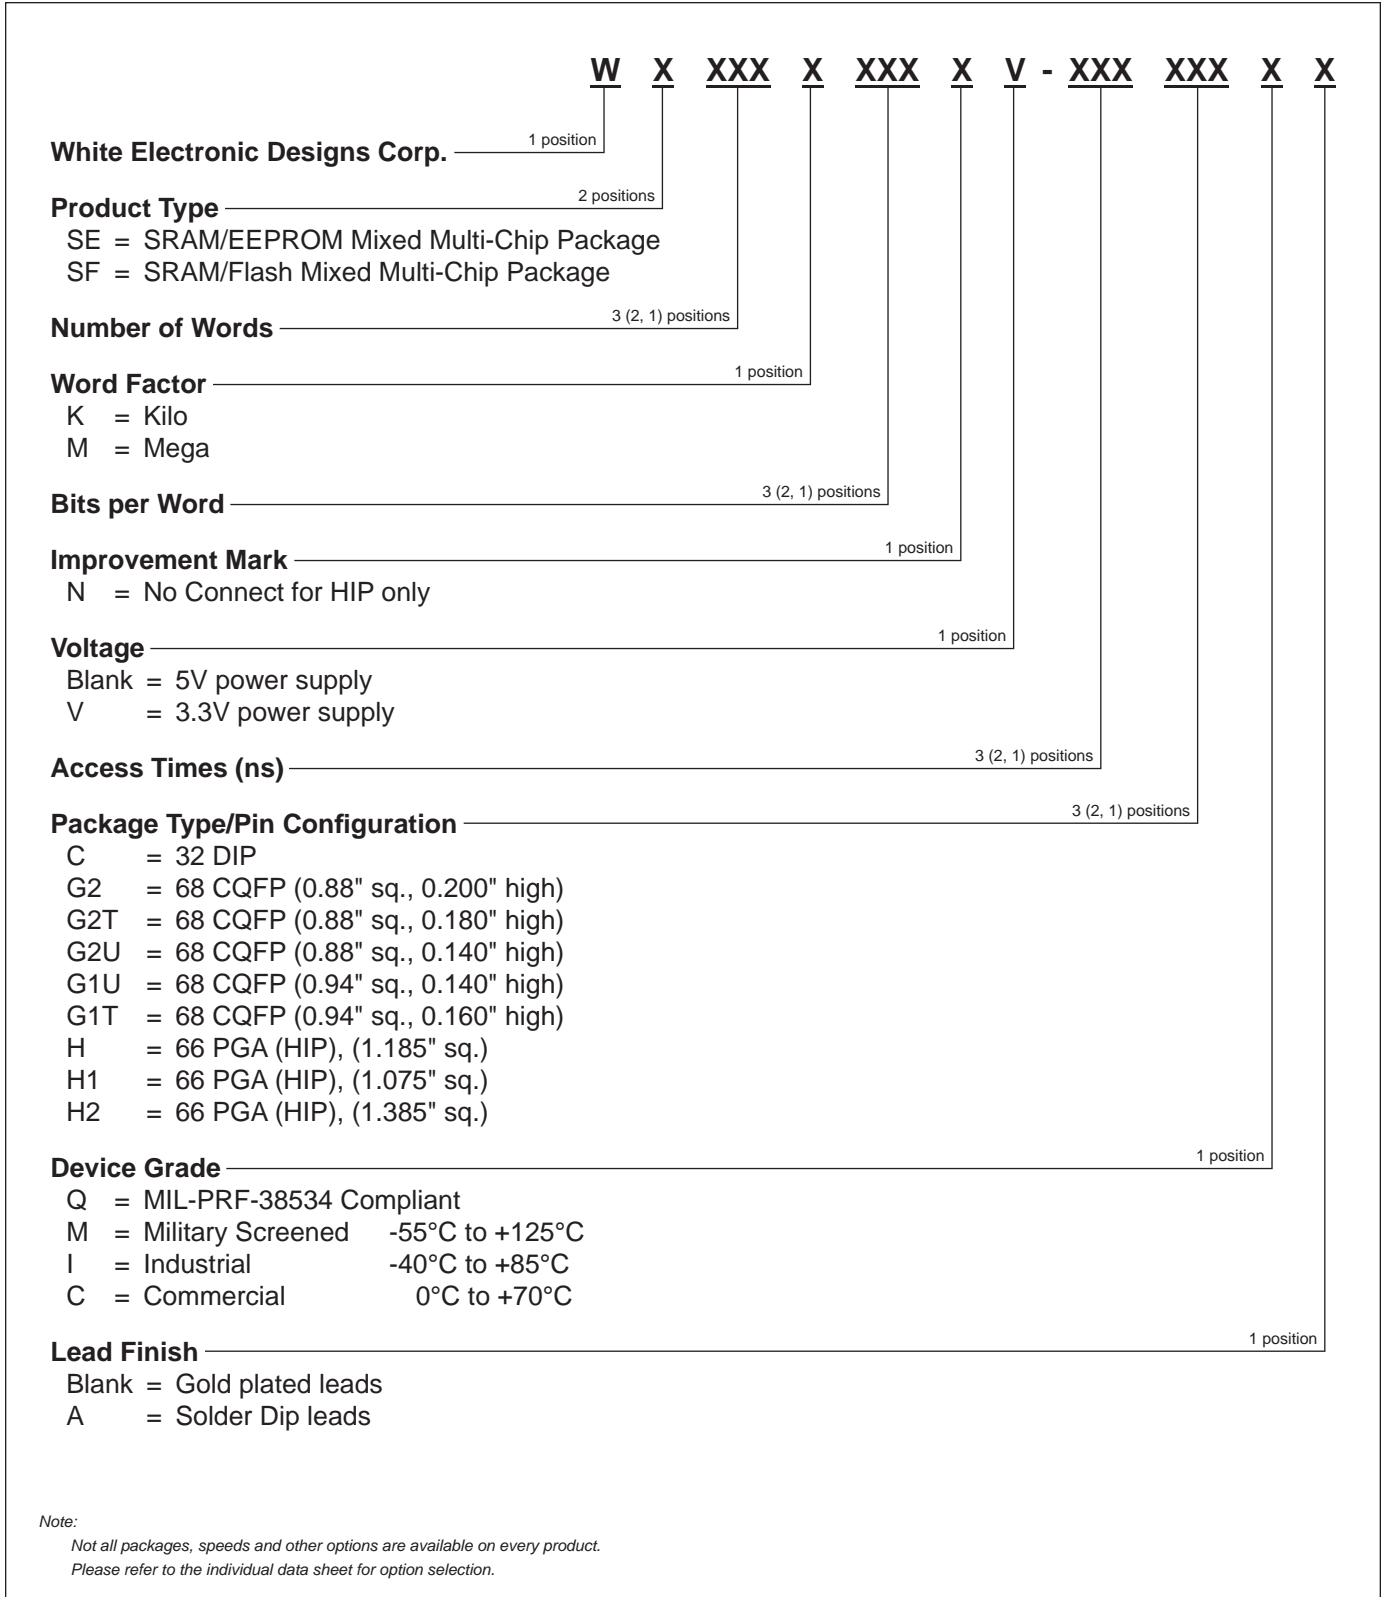 W X XXX X XXX X V - XXX XXX X X
White Electronic Designs Corp. 1 position
Product Type 2 positions
SE = SRAM/EEPROM Mixed Multi-Chip Package
SF = SRAM/Flash Mixed Multi-Chip Package
Number of Words 3 (2, 1) positions
Word Factor 1 position
K = Kilo
M = Mega
Bits per Word 3 (2, 1) positions
Improvement Mark 1 position
N = No Connect for HIP only
Voltage 1 position
Blank = 5V power supply
V = 3.3V power supply
Access Times (ns) 3 (2, 1) positions
Package Type/Pin Configuration 3 (2, 1) positions
C = 32 DIP
G2 = 68 CQFP (0.88" sq., 0.200" high)
G2T = 68 CQFP (0.88" sq., 0.180" high)
G2U = 68 CQFP (0.88" sq., 0.140" high)
G1U = 68 CQFP (0.94" sq., 0.140" high)
G1T = 68 CQFP (0.94" sq., 0.160" high)
H = 66 PGA (HIP), (1.185" sq.)
H1 = 66 PGA (HIP), (1.075" sq.)
H2 = 66 PGA (HIP), (1.385" sq.)
Device Grade 1 position
Q = MIL-PRF-38534 Compliant
M = Military Screened -55°C to +125°C
I = Industrial -40°C to +85°C
C = Commercial 0°C to +70°C
Lead Finish 1 position
Blank = Gold plated leads
A = Solder Dip leads
Note:
Not all packages, speeds and other options are available on every product.
Please refer to the individual data sheet for option selection.